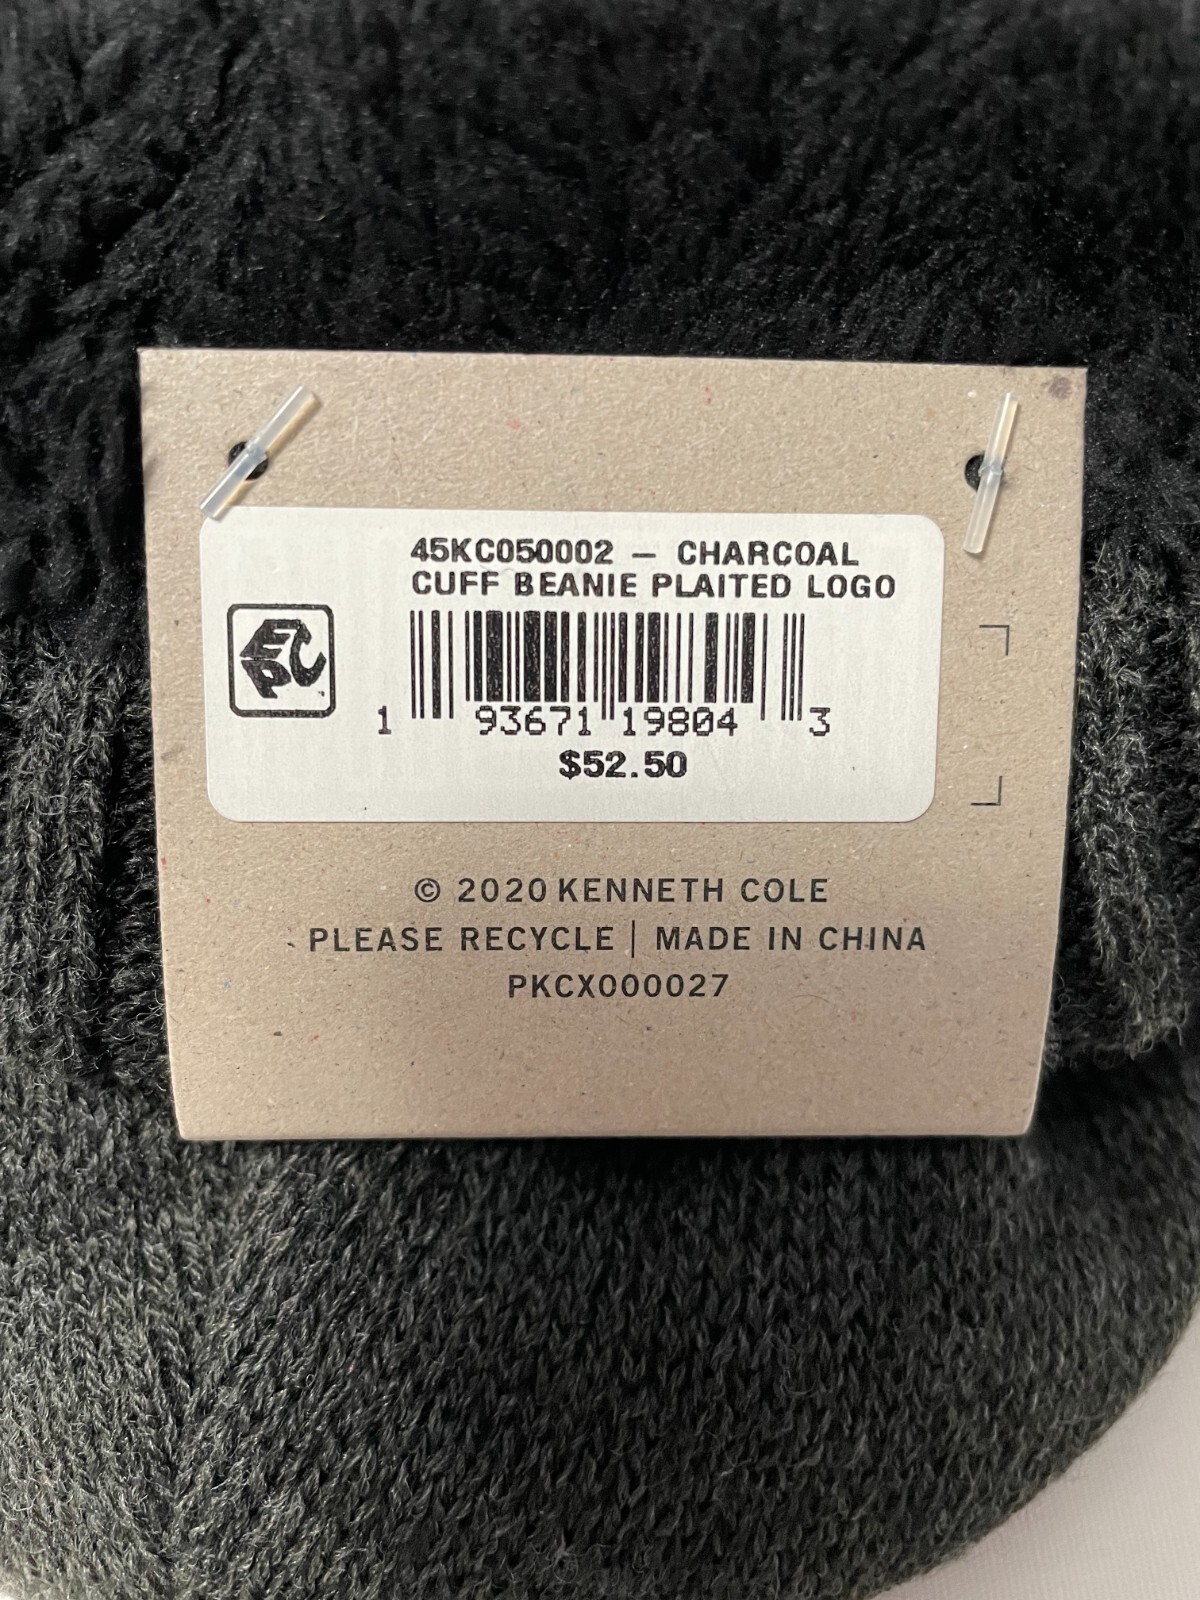 45KC050002 — CHARCOAL
CUFF BEANIE PLAITED LOGO
EPC
1 93671 19804 3
$52.50
© 2020 KENNETH COLE
PLEASE RECYCLE | MADE IN CHINA
PKCX000027